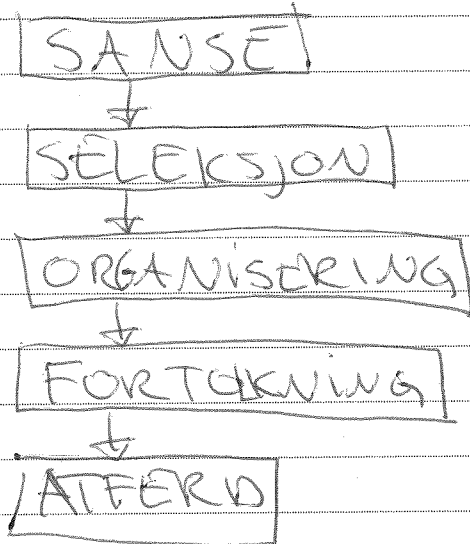 SANSE
SELEKSJON
ORGANISERING
FORTOLKNING
ATFERD